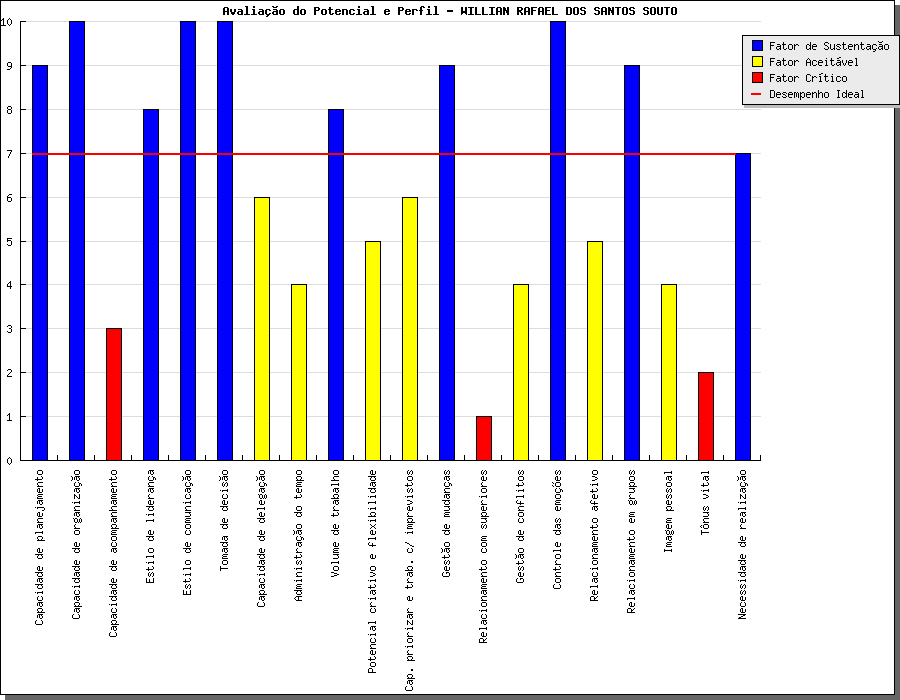 Avaliação do Potencial e Perfil - WILLIAN RAFAEL DOS SANTOS SOUTO
10
9
8
7
6
5
4
3
2
1
0
Fator de Sustentação
Fator Aceitável
Fator Crítico
Desempenho Ideal
Capacidade de planejamento
Capacidade de organização
Capacidade de acompanhamento
Estilo de liderança
Estilo de comunicação
Tomada de decisão
Capacidade de delegação
Administração do tempo
Volume de trabalho
Potencial criativo e flexibilidade
Cap. priorizar e trab. c/ imprevistos
Gestão de mudanças
Relacionamento com superiores
Gestão de conflitos
Controle das emoções
Relacionamento afetivo
Relacionamento em grupos
Imagem pessoal
Tônus vital
Necessidade de realização